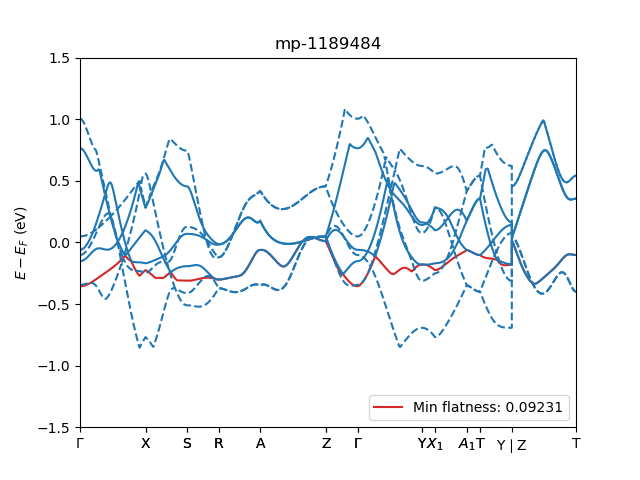 mp-1189484
E − E_F (eV)
1.5
1.0
0.5
0.0
−0.5
−1.0
−1.5
Min flatness: 0.09231
Γ X S R A Z Γ Y X₁ A₁ T Y | Z T